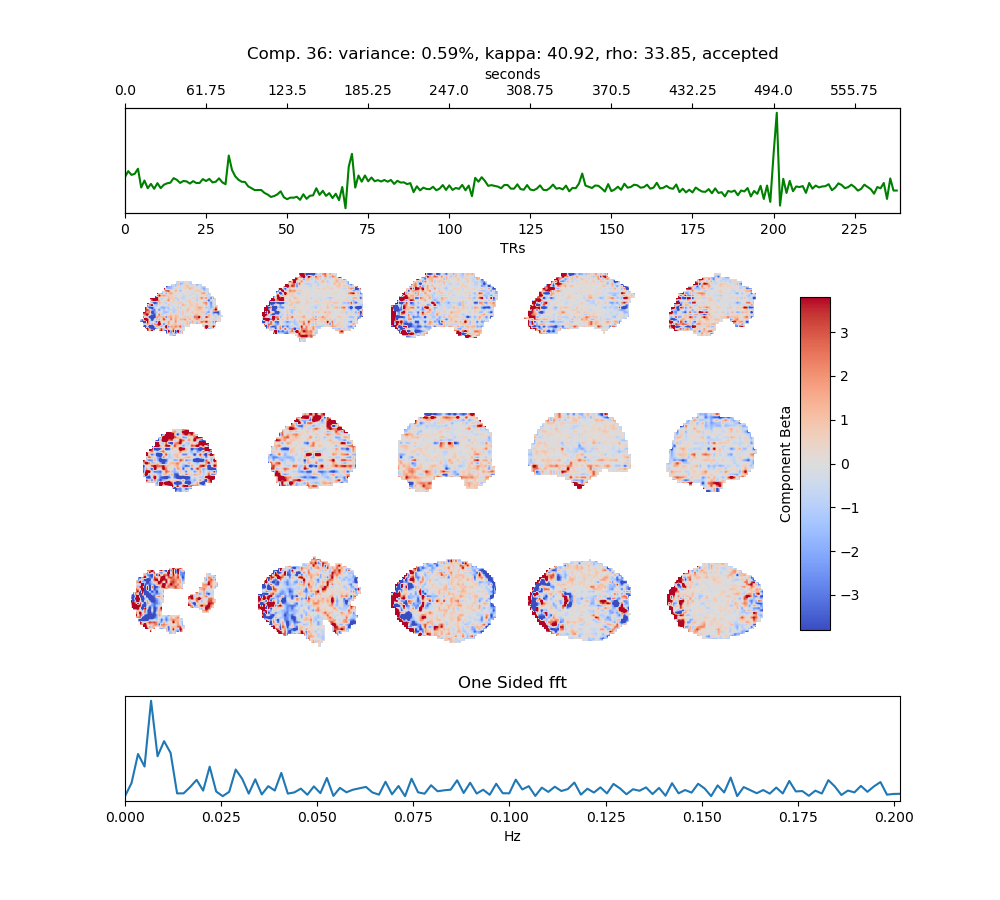 Comp. 36: variance: 0.59%, kappa: 40.92, rho: 33.85, accepted
seconds
0.0 61.75 123.5 185.25 247.0 308.75 370.5 432.25 494.0 555.75
0 25 50 75 100 125 150 175 200 225
TRs
3
2
1
0
−1
−2
−3
Component Beta
One Sided fft
0.000 0.025 0.050 0.075 0.100 0.125 0.150 0.175 0.200
Hz